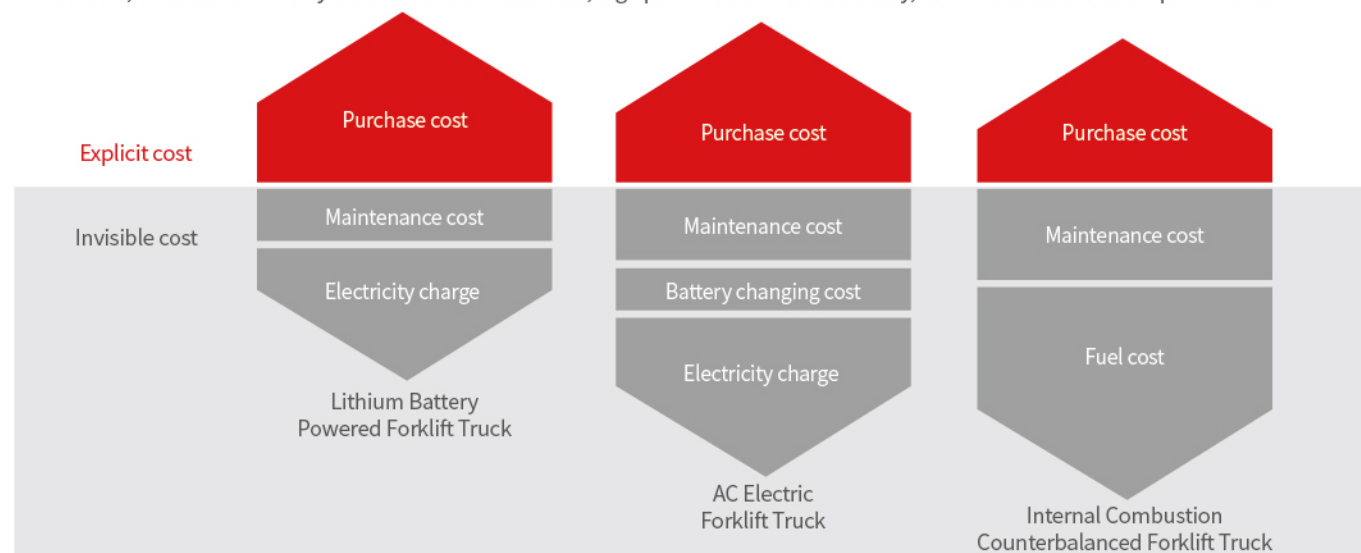 Explicit cost
Purchase cost
Purchase cost
Purchase cost
Invisible cost
Maintenance cost
Maintenance cost
Maintenance cost
Electricity charge
Battery changing cost
Electricity charge
Fuel cost
Lithium Battery
Powered Forklift Truck
AC Electric
Forklift Truck
Internal Combustion
Counterbalanced Forklift Truck